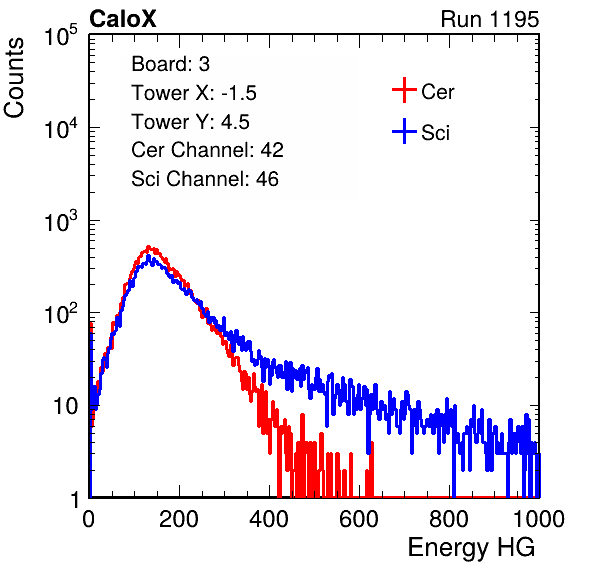 CaloX Run 1195
Counts
Board: 3
Tower X: -1.5
Tower Y: 4.5
Cer Channel: 42
Sci Channel: 46
Cer
Sci
10^5
10^4
10^3
10^2
10
1
0 200 400 600 800 1000
Energy HG